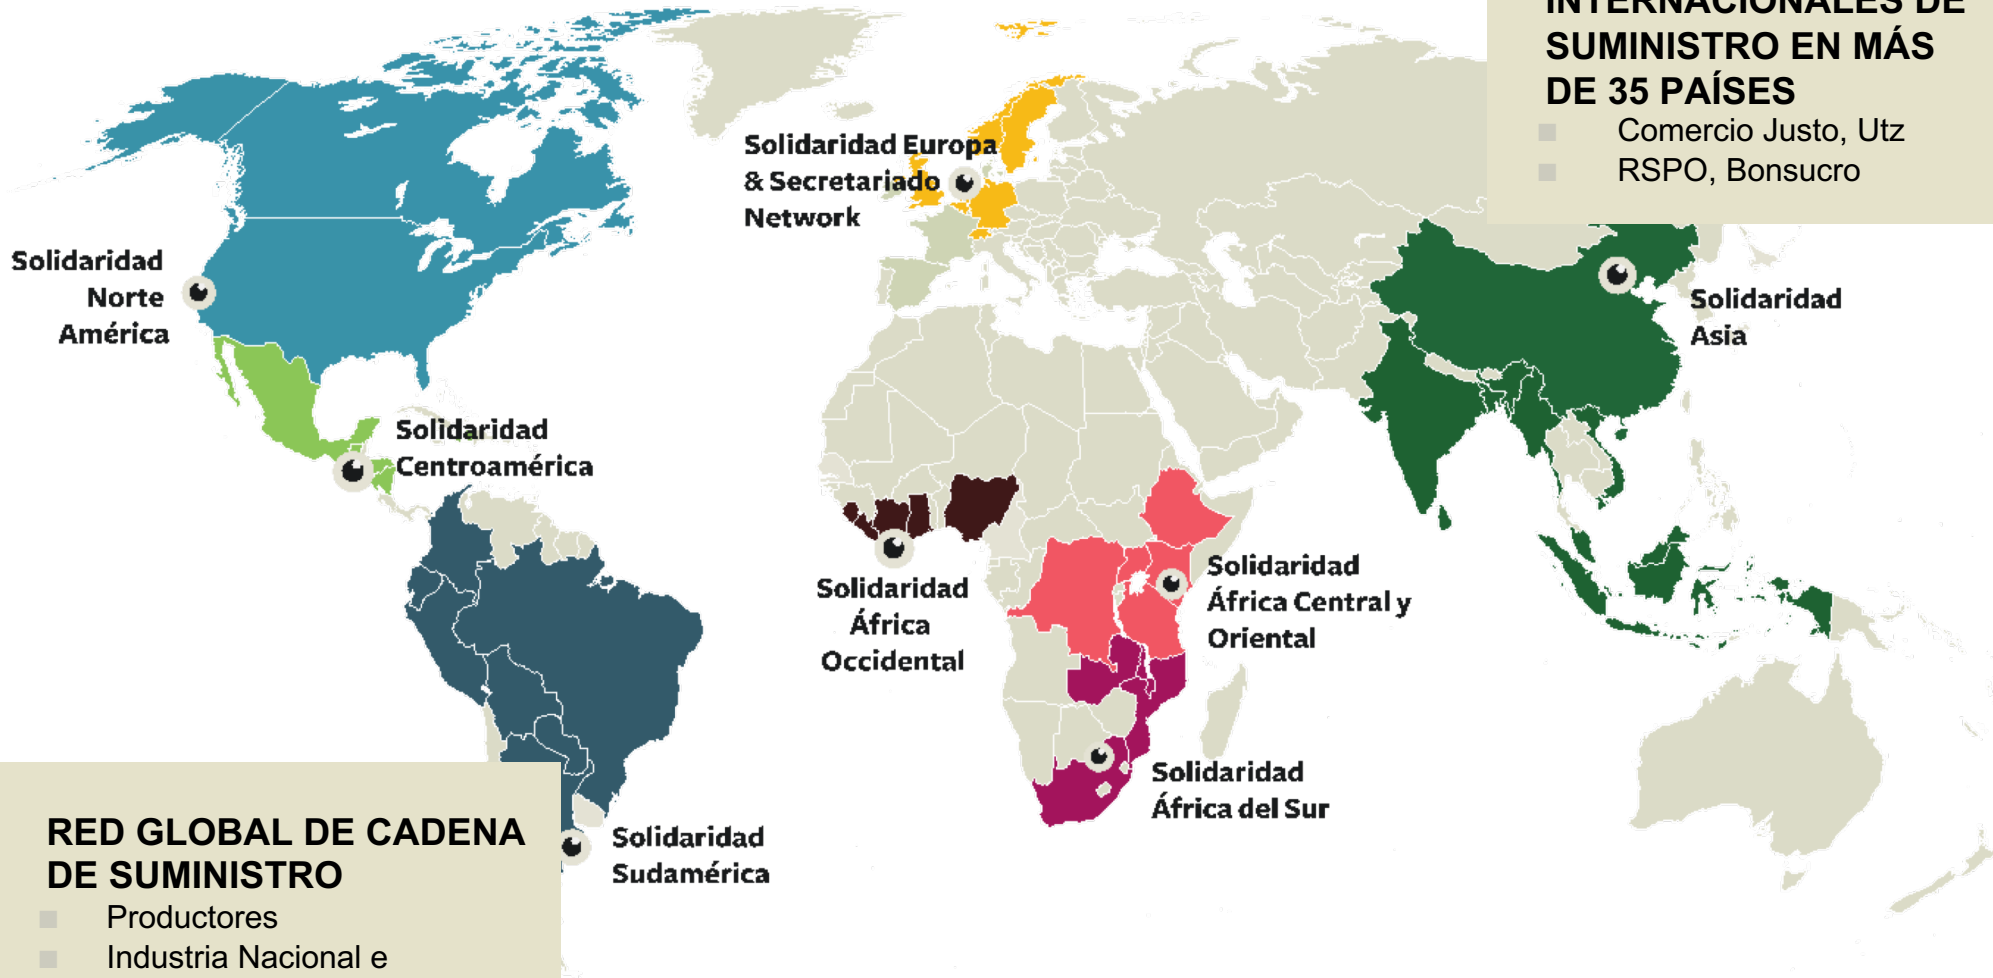 INTERNACIONALES DE
SUMINISTRO EN MÁS
DE 35 PAÍSES
Comercio Justo, Utz
RSPO, Bonsucro
Solidaridad Europa
& Secretariado
Network
Solidaridad
Norte
América
Solidaridad
Asia
Solidaridad
Centroamérica
Solidaridad
África
Occidental
Solidaridad
África Central y
Oriental
Solidaridad
África del Sur
Solidaridad
Sudamérica
RED GLOBAL DE CADENA
DE SUMINISTRO
Productores
Industria Nacional e